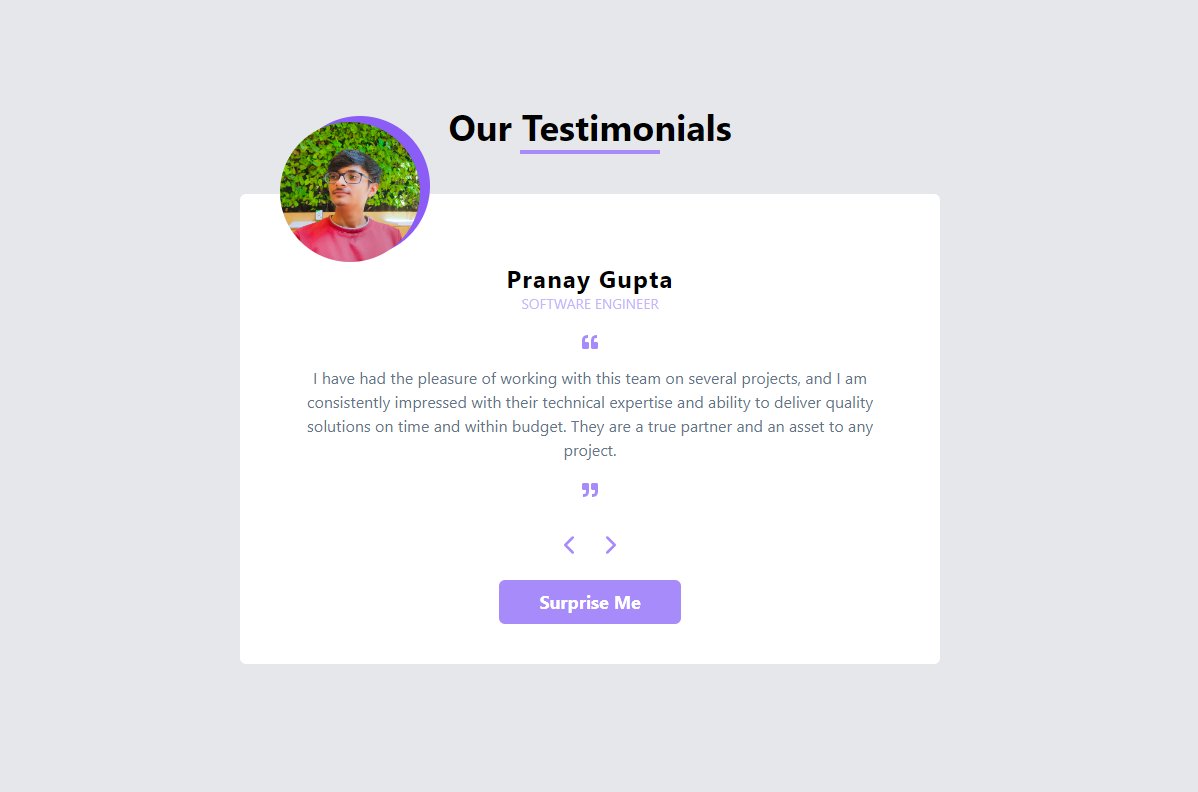 Our Testimonials
Pranay Gupta
SOFTWARE ENGINEER
❝
I have had the pleasure of working with this team on several projects, and I am
consistently impressed with their technical expertise and ability to deliver quality
solutions on time and within budget. They are a true partner and an asset to any
project.
❞
Surprise Me